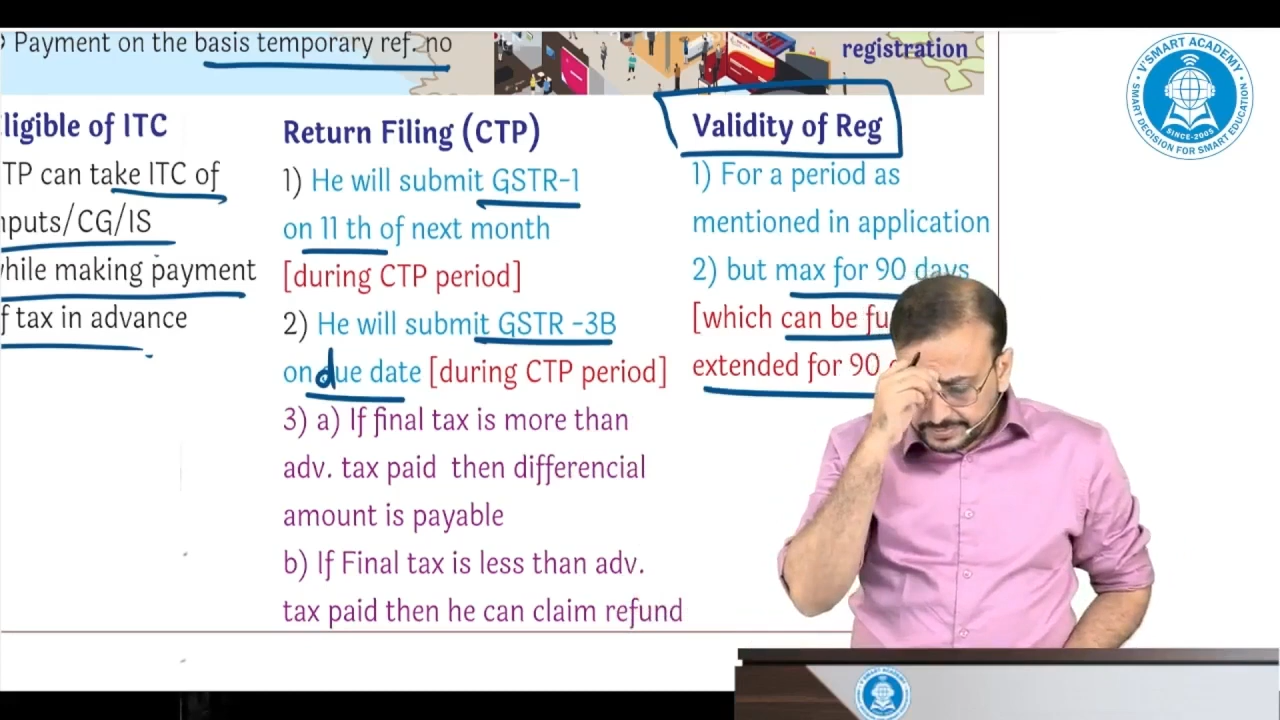 Payment on the basis temporary ref. no
registration
ligible of ITC
TP can take ITC of
nputs/CG/IS
while making payment
f tax in advance
Return Filing (CTP)
1) He will submit GSTR-1
on 11 th of next month
[during CTP period]
2) He will submit GSTR -3B
on due date [during CTP period]
3) a) If final tax is more than
adv. tax paid then differencial
amount is payable
b) If Final tax is less than adv.
tax paid then he can claim refund
Validity of Reg
1) For a period as
mentioned in application
2) but max for 90 days
[which can be fu
extended for 90
V'SMART ACADEMY
SINCE-2005
SMART DECISION FOR SMART EDUCATION